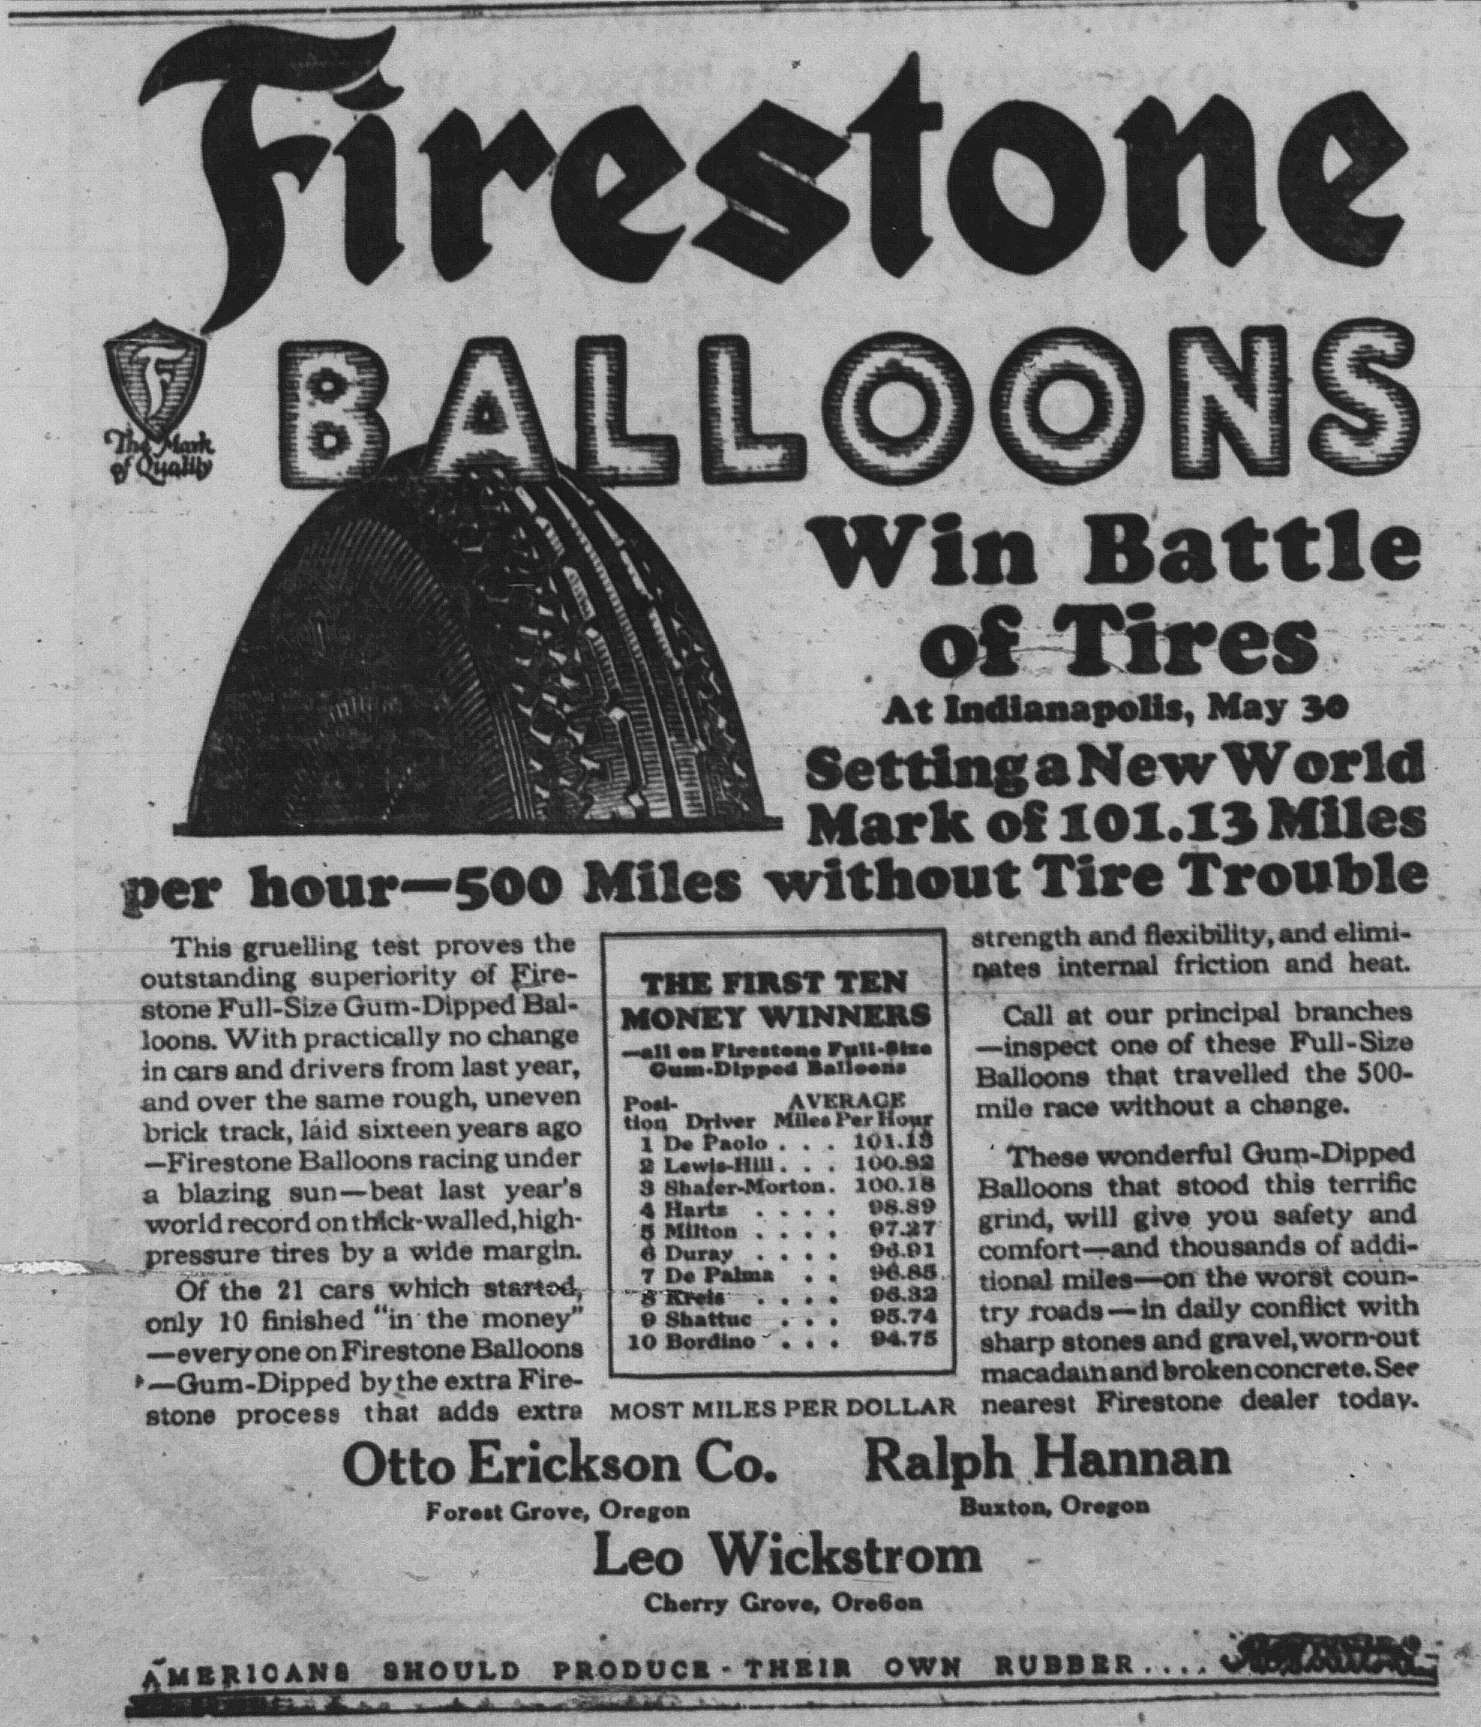 Firestone
BALLOONS
The Mark
of Quality
Win Battle
of Tires
At Indianapolis, May 30
Setting a New World
Mark of 101.13 Miles
per hour—500 Miles without Tire Trouble
This gruelling test proves the
outstanding superiority of Fire-
stone Full-Size Gum-Dipped Bal-
loons. With practically no change
in cars and drivers from last year,
and over the same rough, uneven
brick track, laid sixteen years ago
—Firestone Balloons racing under
a blazing sun—beat last year's
world record on thick-walled, high-
pressure tires by a wide margin.
Of the 21 cars which started,
only 10 finished "in the money"
—every one on Firestone Balloons
—Gum-Dipped by the extra Fire-
stone process that adds extra
THE FIRST TEN
MONEY WINNERS
—all on Firestone Full-Size
Gum-Dipped Balloons
Posi- AVERAGE
tion Driver Miles Per Hour
1 De Paolo . . . 101.13
2 Lewis-Hill . . . 100.82
3 Shafer-Morton . 100.18
4 Hartz . . . . 98.89
5 Milton . . . . 97.27
6 Duray . . . . 96.91
7 De Palma . . 96.85
8 Kreis . . . . 96.32
9 Shattuc . . . 95.74
10 Bordino . . . 94.75
MOST MILES PER DOLLAR
strength and flexibility, and elimi-
nates internal friction and heat.
Call at our principal branches
—inspect one of these Full-Size
Balloons that travelled the 500-
mile race without a change.
These wonderful Gum-Dipped
Balloons that stood this terrific
grind, will give you safety and
comfort—and thousands of addi-
tional miles—on the worst coun-
try roads—in daily conflict with
sharp stones and gravel, worn-out
macadam and broken concrete. See
nearest Firestone dealer today.
Otto Erickson Co.
Forest Grove, Oregon
Ralph Hannan
Buxton, Oregon
Leo Wickstrom
Cherry Grove, Ore6on
AMERICANS SHOULD PRODUCE - THEIR OWN RUBBER....